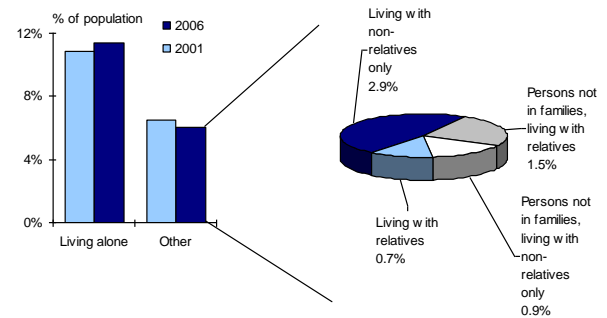 % of population
2006
2001
12%
8%
4%
0%
Living alone
Other
Living with
non-
relatives
only
2.9%
Persons not
in families,
living with
relatives
1.5%
Persons not
in families,
living with
non-
relatives
only
0.9%
Living with
relatives
0.7%